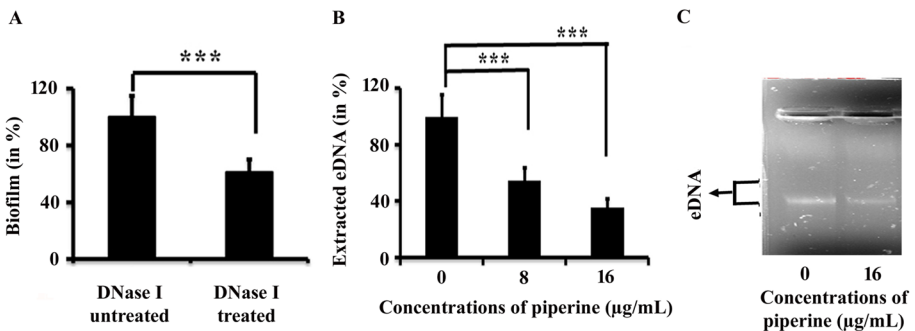 A
Biofilm (in %)
120
80
40
0
***
DNase I
untreated
DNase I
treated
B
Extracted eDNA (in %)
120
80
40
0
***
***
0
8
16
Concentrations of piperine (μg/mL)
C
eDNA
0
16
Concentrations of
piperine (μg/mL)